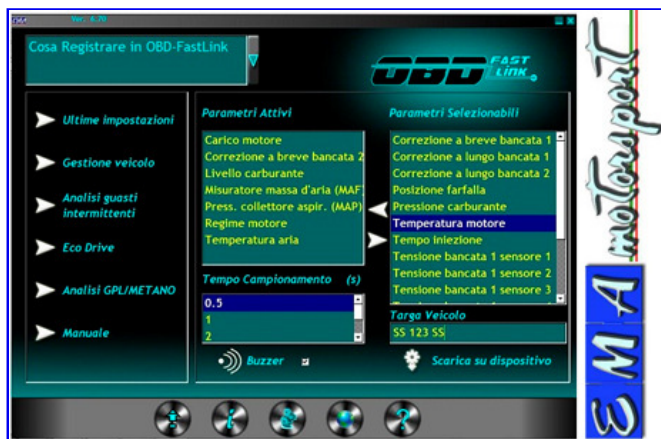 Ver. 6.20
Cosa Registrare in OBD-FastLink
OBD FAST LINK
Ultime impostazioni
Gestione veicolo
Analisi guasti
intermittenti
Eco Drive
Analisi GPL/METANO
Manuale
Parametri Attivi
Carico motore
Correzione a breve bancata 2
Livello carburante
Misuratore massa d'aria (MAF)
Press. collettore aspir. (MAP)
Regime motore
Temperatura aria
Tempo Campionamento (s)
0.5
1
2
Buzzer
Parametri Selezionabili
Correzione a breve bancata 1
Correzione a lungo bancata 1
Correzione a lungo bancata 2
Posizione farfalla
Pressione carburante
Temperatura motore
Tempo iniezione
Tensione bancata 1 sensore 1
Tensione bancata 1 sensore 2
Tensione bancata 1 sensore 3
Targa Veicolo
SS 123 SS
Scarica su dispositivo
! i & ?
EMA motorsport